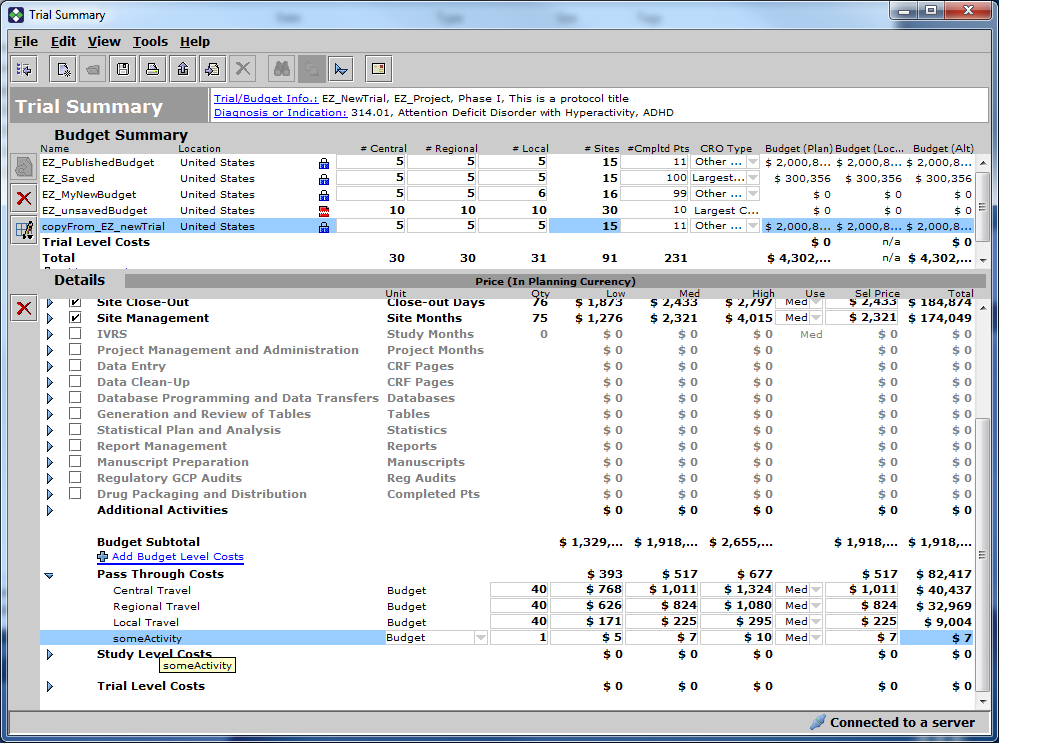 Trial Summary
File Edit View Tools Help
Trial Summary
Trial/Budget Info.: EZ_NewTrial, EZ_Project, Phase I, This is a protocol title
Diagnosis or Indication: 314.01, Attention Deficit Disorder with Hyperactivity, ADHD
Budget Summary
Name Location # Central # Regional # Local # Sites #Cmpltd Pts CRO Type Budget (Plan) Budget (Loc... Budget (Alt)
EZ_PublishedBudget United States 5 5 5 15 11 Other ... $ 2,000,8... $ 2,000,8... $ 2,000,8...
EZ_Saved United States 5 5 5 15 100 Largest... $ 300,356 $ 300,356 $ 300,356
EZ_MyNewBudget United States 5 5 6 16 99 Other ... $ 0 $ 0 $ 0
EZ_unsavedBudget United States 10 10 10 30 10 Largest C... $ 0 $ 0 $ 0
copyFrom_EZ_newTrial United States 5 5 5 15 11 Other ... $ 2,000,8... $ 2,000,8... $ 2,000,8...
Trial Level Costs $ 0 n/a $ 0
Total 30 30 31 91 231 $ 4,302,... n/a $ 4,302,...
Details Price (In Planning Currency)
Unit Qty Low Med High Use Sel Price Total
Site Close-Out Close-out Days 76 $ 1,873 $ 2,433 $ 2,797 Med $ 2,433 $ 184,874
Site Management Site Months 75 $ 1,276 $ 2,321 $ 4,015 Med $ 2,321 $ 174,049
IVRS Study Months 0 $ 0 $ 0 $ 0 Med $ 0 $ 0
Project Management and Administration Project Months $ 0 $ 0 $ 0 $ 0 $ 0
Data Entry CRF Pages $ 0 $ 0 $ 0 $ 0 $ 0
Data Clean-Up CRF Pages $ 0 $ 0 $ 0 $ 0 $ 0
Database Programming and Data Transfers Databases $ 0 $ 0 $ 0 $ 0 $ 0
Generation and Review of Tables Tables $ 0 $ 0 $ 0 $ 0 $ 0
Statistical Plan and Analysis Statistics $ 0 $ 0 $ 0 $ 0 $ 0
Report Management Reports $ 0 $ 0 $ 0 $ 0 $ 0
Manuscript Preparation Manuscripts $ 0 $ 0 $ 0 $ 0 $ 0
Regulatory GCP Audits Reg Audits $ 0 $ 0 $ 0 $ 0 $ 0
Drug Packaging and Distribution Completed Pts $ 0 $ 0 $ 0 $ 0 $ 0
Additional Activities $ 0 $ 0 $ 0 $ 0 $ 0
Budget Subtotal $ 1,329,... $ 1,918,... $ 2,655,... $ 1,918,... $ 1,918,...
Add Budget Level Costs
Pass Through Costs $ 393 $ 517 $ 677 $ 517 $ 82,417
Central Travel Budget 40 $ 768 $ 1,011 $ 1,324 Med $ 1,011 $ 40,437
Regional Travel Budget 40 $ 626 $ 824 $ 1,080 Med $ 824 $ 32,969
Local Travel Budget 40 $ 171 $ 225 $ 295 Med $ 225 $ 9,004
someActivity Budget 1 $ 5 $ 7 $ 10 Med $ 7 $ 7
Study Level Costs $ 0 $ 0 $ 0 $ 0 $ 0
someActivity
Trial Level Costs $ 0 $ 0 $ 0 $ 0 $ 0
Connected to a server